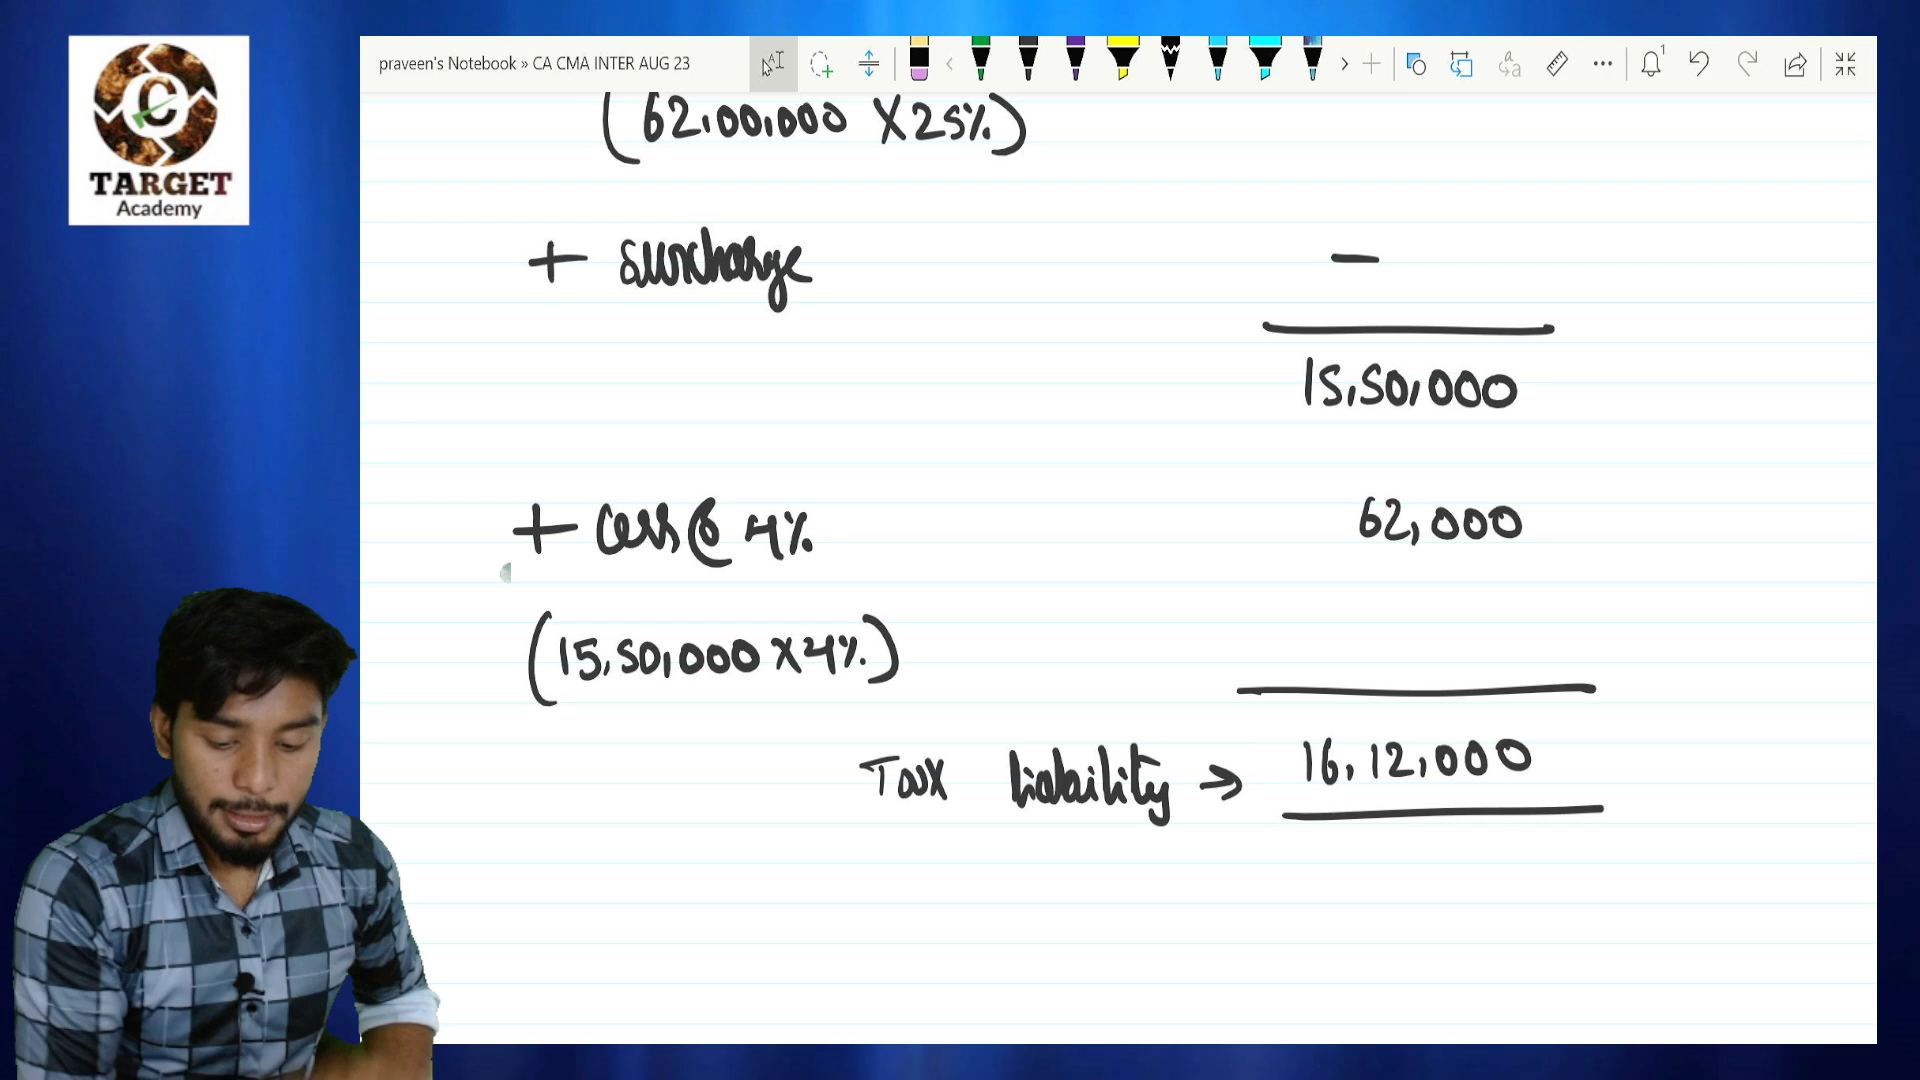 praveen's Notebook » CA CMA INTER AUG 23
1
TARGET
Academy
(62,00,000 X 25%)
+ surcharge –
15,50,000
+ Cess @ 4% 62,000
(15,50,000 X 4%)
Tax liability → 16,12,000